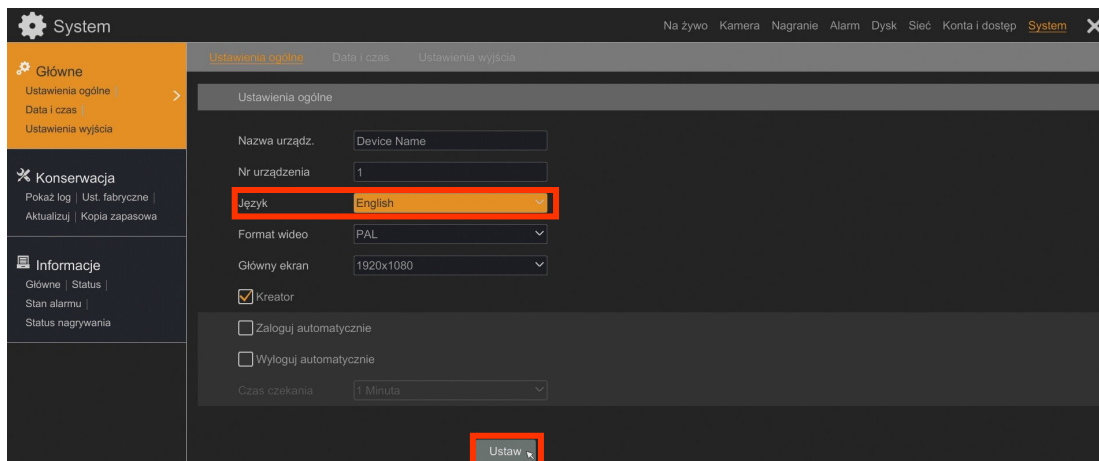 System
Na żywo Kamera Nagranie Alarm Dysk Sieć Konta i dostęp System
Główne
Ustawienia ogólne |
Data i czas |
Ustawienia wyjścia
Konserwacja
Pokaż log | Ust. fabryczne |
Aktualizuj | Kopia zapasowa
Informacje
Główne | Status |
Stan alarmu |
Status nagrywania
Ustawienia ogólne Data i czas Ustawienia wyjścia
Ustawienia ogólne
Nazwa urządz. Device Name
Nr urządzenia 1
Język English
Format wideo PAL
Główny ekran 1920x1080
Kreator
Zaloguj automatycznie
Wyloguj automatycznie
Czas czekania 1 Minuta
Ustaw